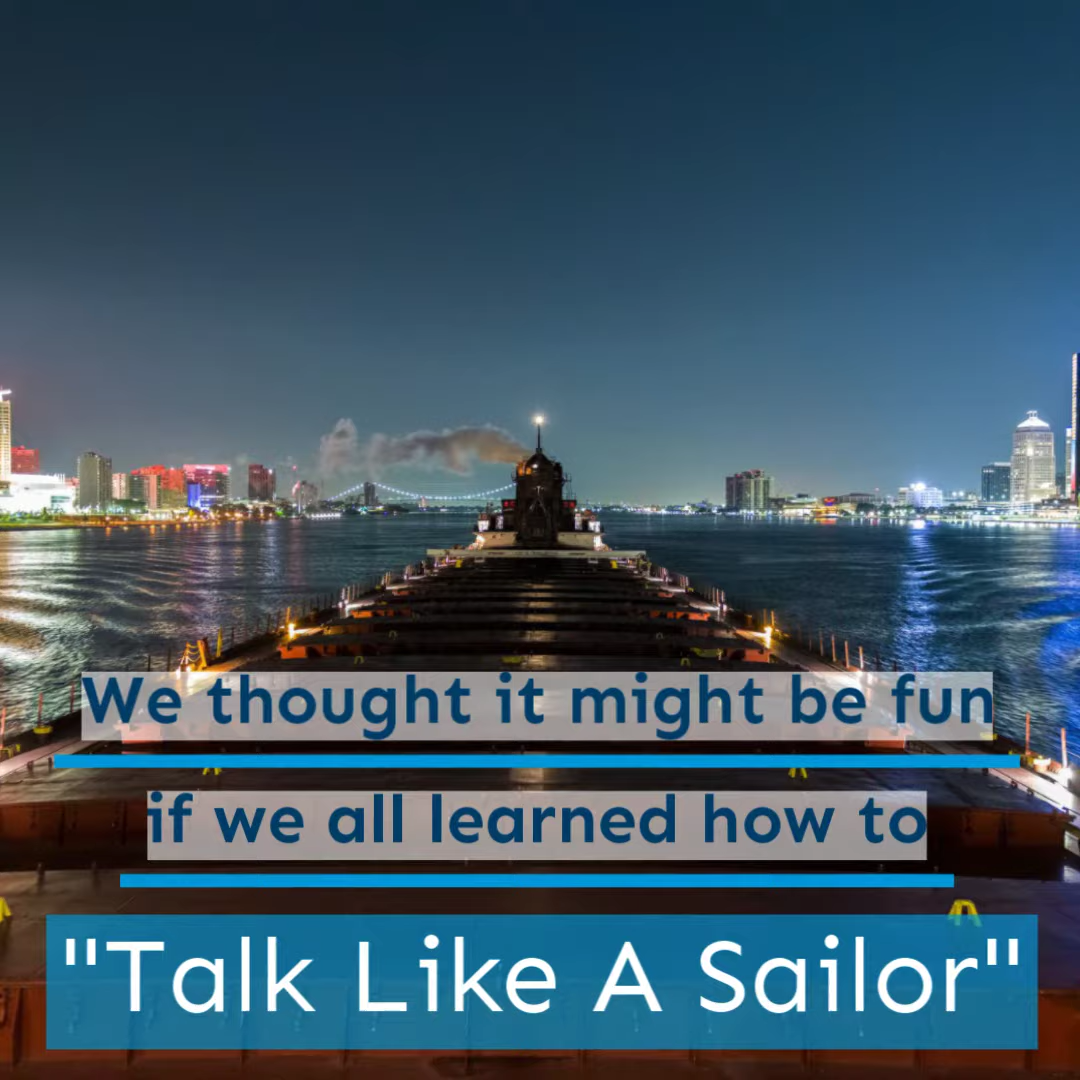 We thought it might be fun
if we all learned how to
"Talk Like A Sailor"